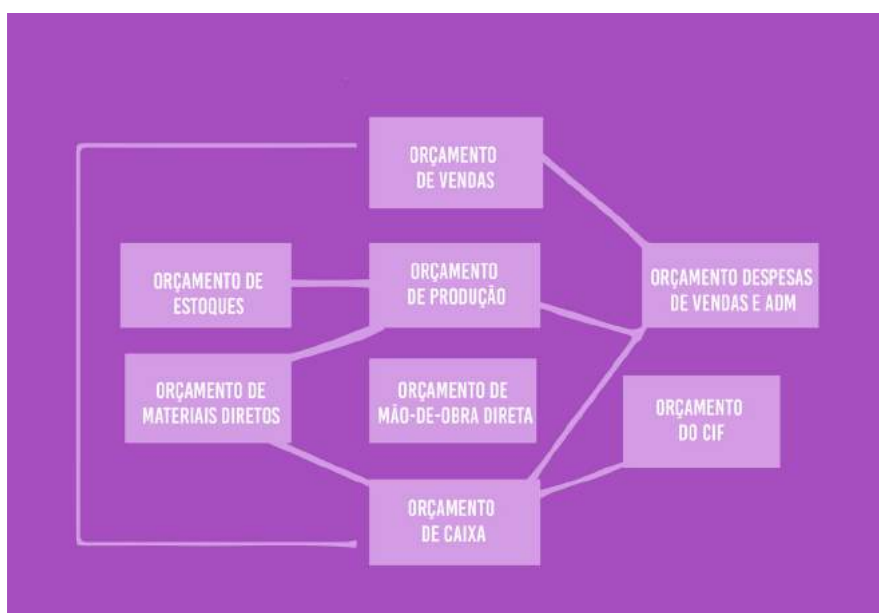 ORÇAMENTO
DE VENDAS
ORÇAMENTO DE
ESTOQUES
ORÇAMENTO
DE PRODUÇÃO
ORÇAMENTO DESPESAS
DE VENDAS E ADM
ORÇAMENTO DE
MATERIAIS DIRETOS
ORÇAMENTO DE
MÃO-DE-OBRA DIRETA
ORÇAMENTO
DO CIF
ORÇAMENTO
DE CAIXA